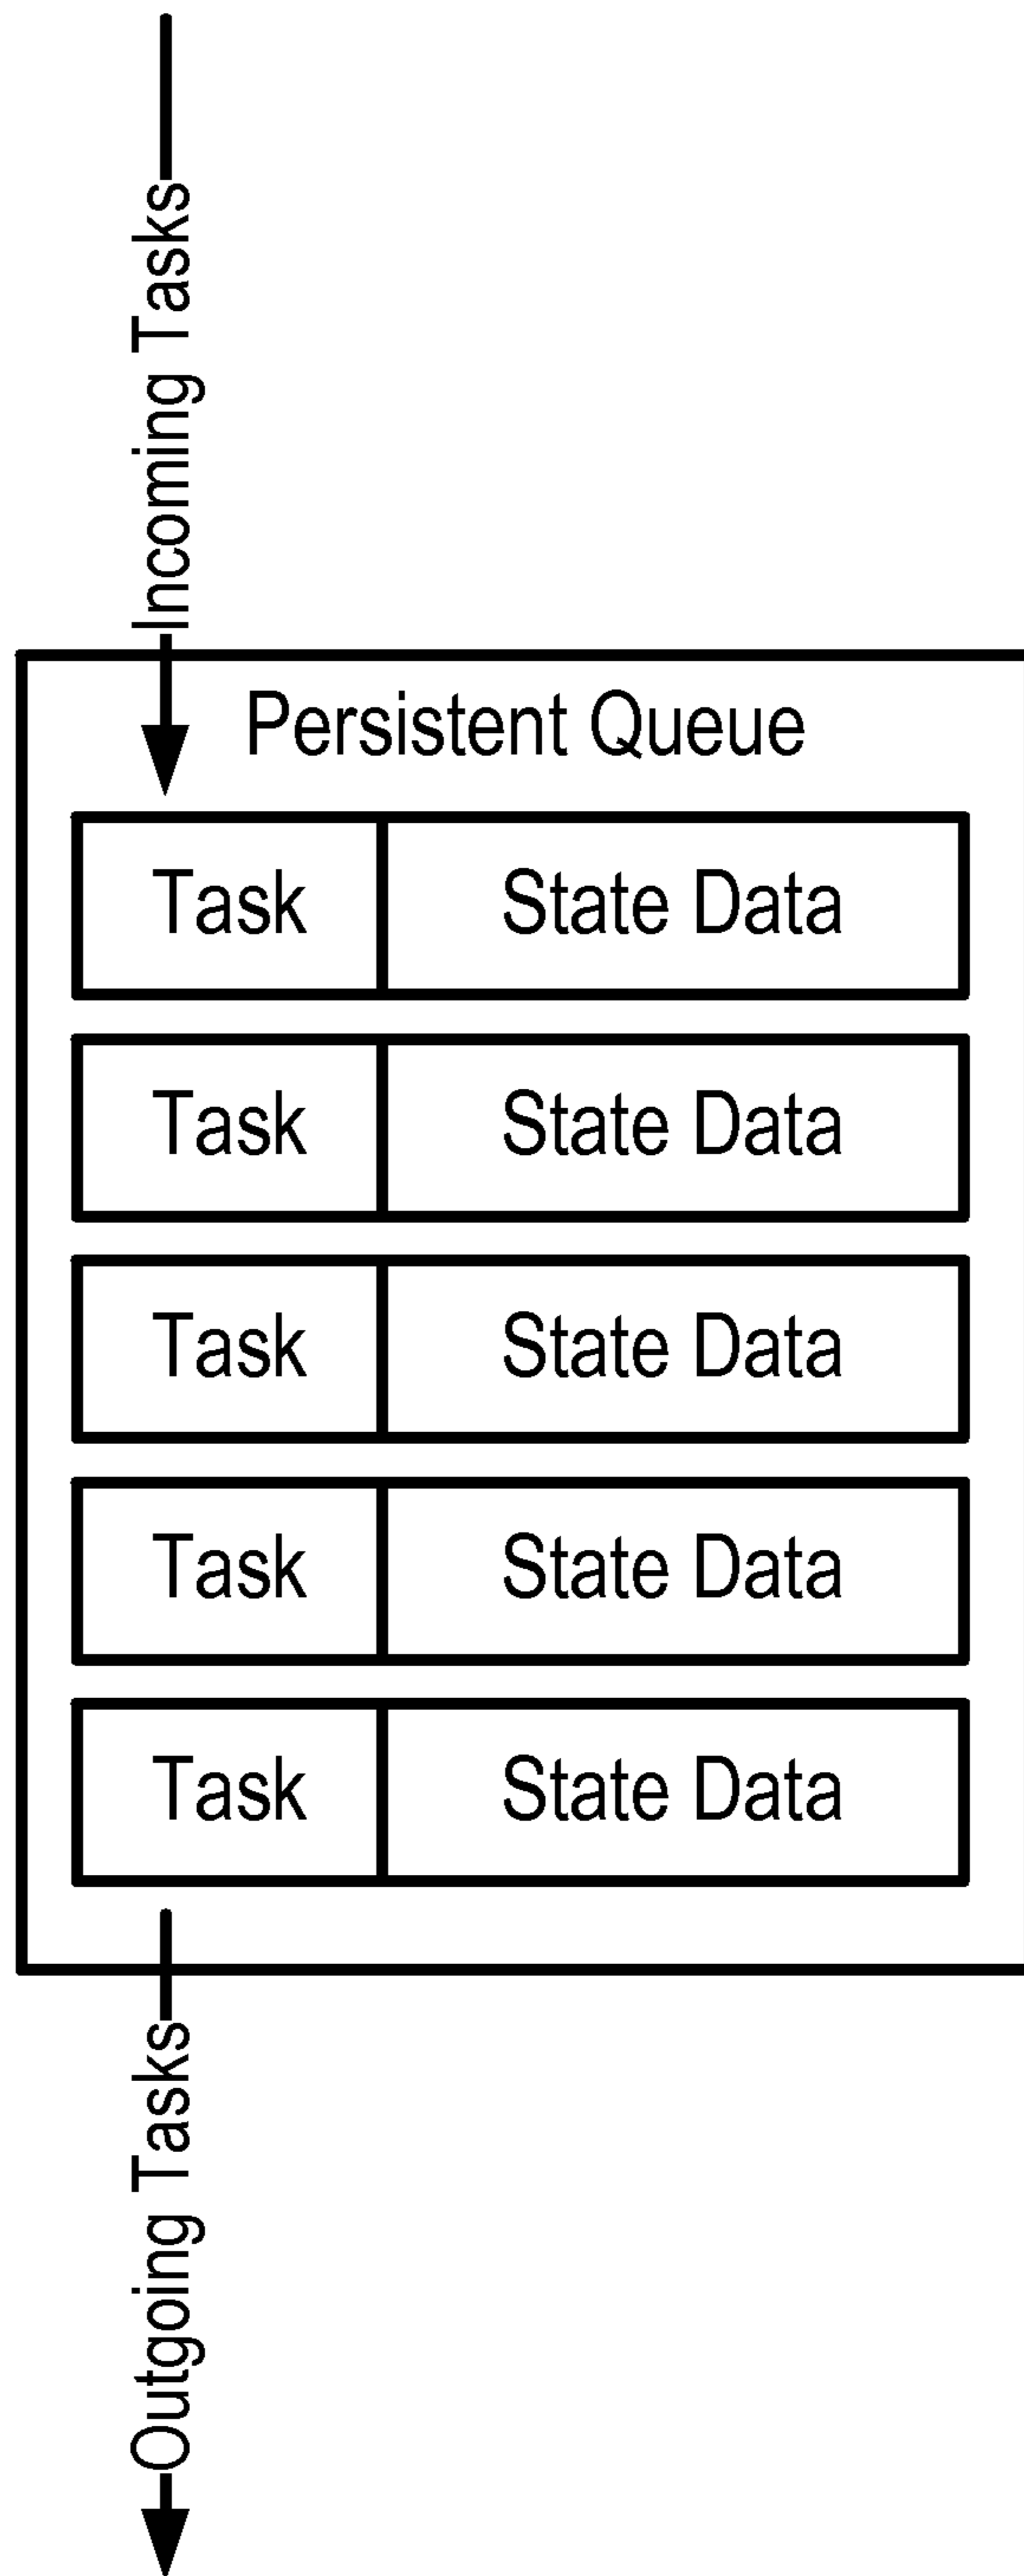 Incoming Tasks
Persistent Queue
Task State Data
Task State Data
Task State Data
Task State Data
Task State Data
Outgoing Tasks